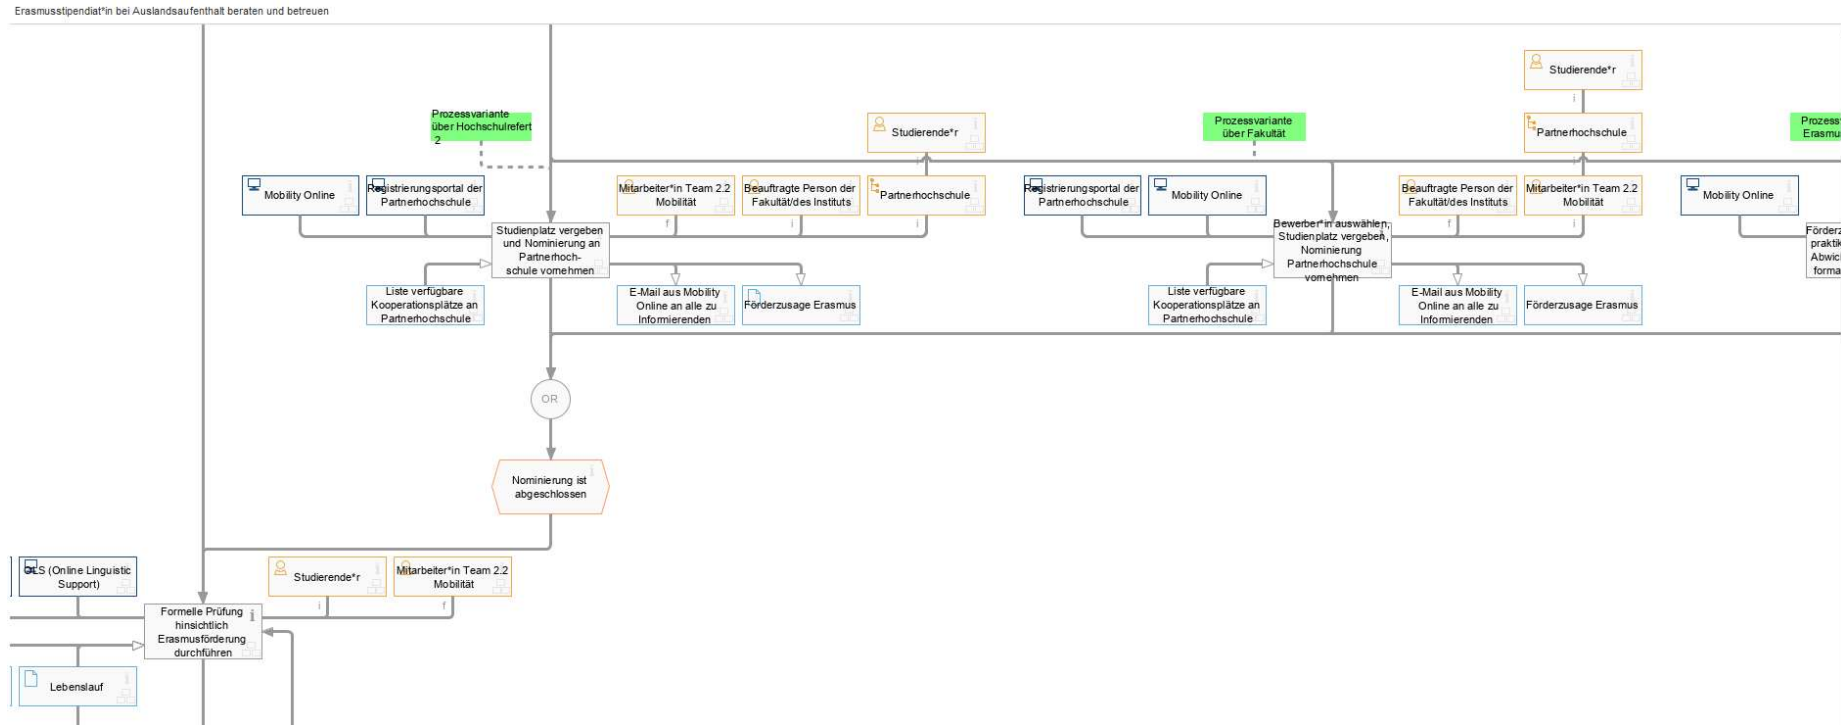 Erasmusstipendiat*in bei Auslandsaufenthalt beraten und betreuen
Studierende*r
i
Prozessvariante
über Hochschulrefert
2
Studierende*r
Prozessvariante
über Fakultät
Partnerhochschule
Mobility Online
Registrierungsportal der
Partnerhochschule
Mitarbeiter*in Team 2.2
Mobilität
Beauftragte Person der
Fakultät/des Instituts
Partnerhochschule
Registrierungsportal der
Partnerhochschule
Mobility Online
Beauftragte Person der
Fakultät/des Instituts
Mitarbeiter*in Team 2.2
Mobilität
Mobility Online
f
i
i
f
i
Studienplatz vergeben
und Nominierung an
Partnerhoch-
schule vornehmen
Bewerber*in auswählen,
Studienplatz vergeben,
Nominierung
Partnerhochschule
vornehmen
Liste verfügbare
Kooperationsplätze an
Partnerhochschule
E-Mail aus Mobility
Online an alle zu
Informierenden
Förderzusage Erasmus
Liste verfügbare
Kooperationsplätze an
Partnerhochschule
E-Mail aus Mobility
Online an alle zu
Informierenden
Förderzusage Erasmus
OR
Nominierung ist
abgeschlossen
OLS (Online Linguistic
Support)
Studierende*r
Mitarbeiter*in Team 2.2
Mobilität
i
f
Formelle Prüfung
hinsichtlich
Erasmusförderung
durchführen
Lebenslauf